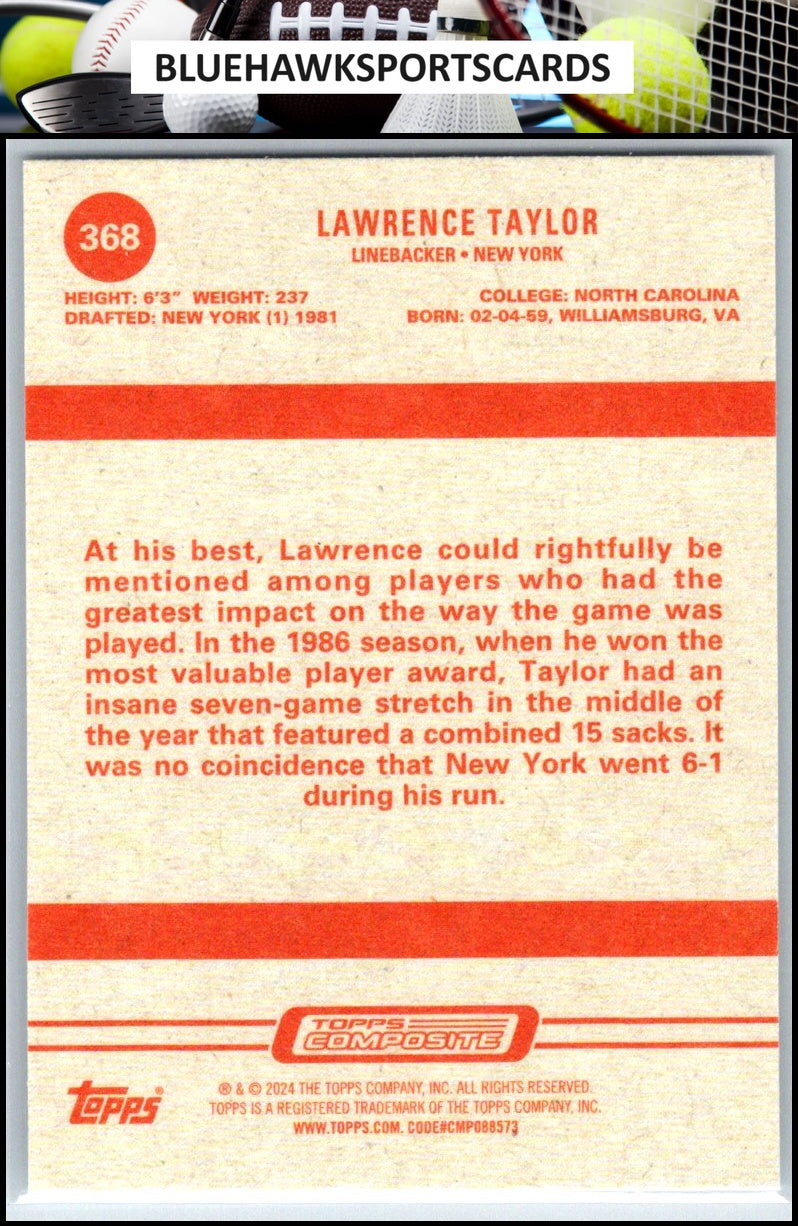 BLUEHAWKSPORTSCARDS
368
LAWRENCE TAYLOR
LINEBACKER • NEW YORK
HEIGHT: 6'3" WEIGHT: 237
DRAFTED: NEW YORK (1) 1981
COLLEGE: NORTH CAROLINA
BORN: 02-04-59, WILLIAMSBURG, VA
At his best, Lawrence could rightfully be
mentioned among players who had the
greatest impact on the way the game was
played. In the 1986 season, when he won the
most valuable player award, Taylor had an
insane seven-game stretch in the middle of
the year that featured a combined 15 sacks. It
was no coincidence that New York went 6-1
during his run.
TOPPS
COMPOSITE
topps®
® & © 2024 THE TOPPS COMPANY, INC. ALL RIGHTS RESERVED.
TOPPS IS A REGISTERED TRADEMARK OF THE TOPPS COMPANY, INC.
WWW.TOPPS.COM. CODE#CMP088573